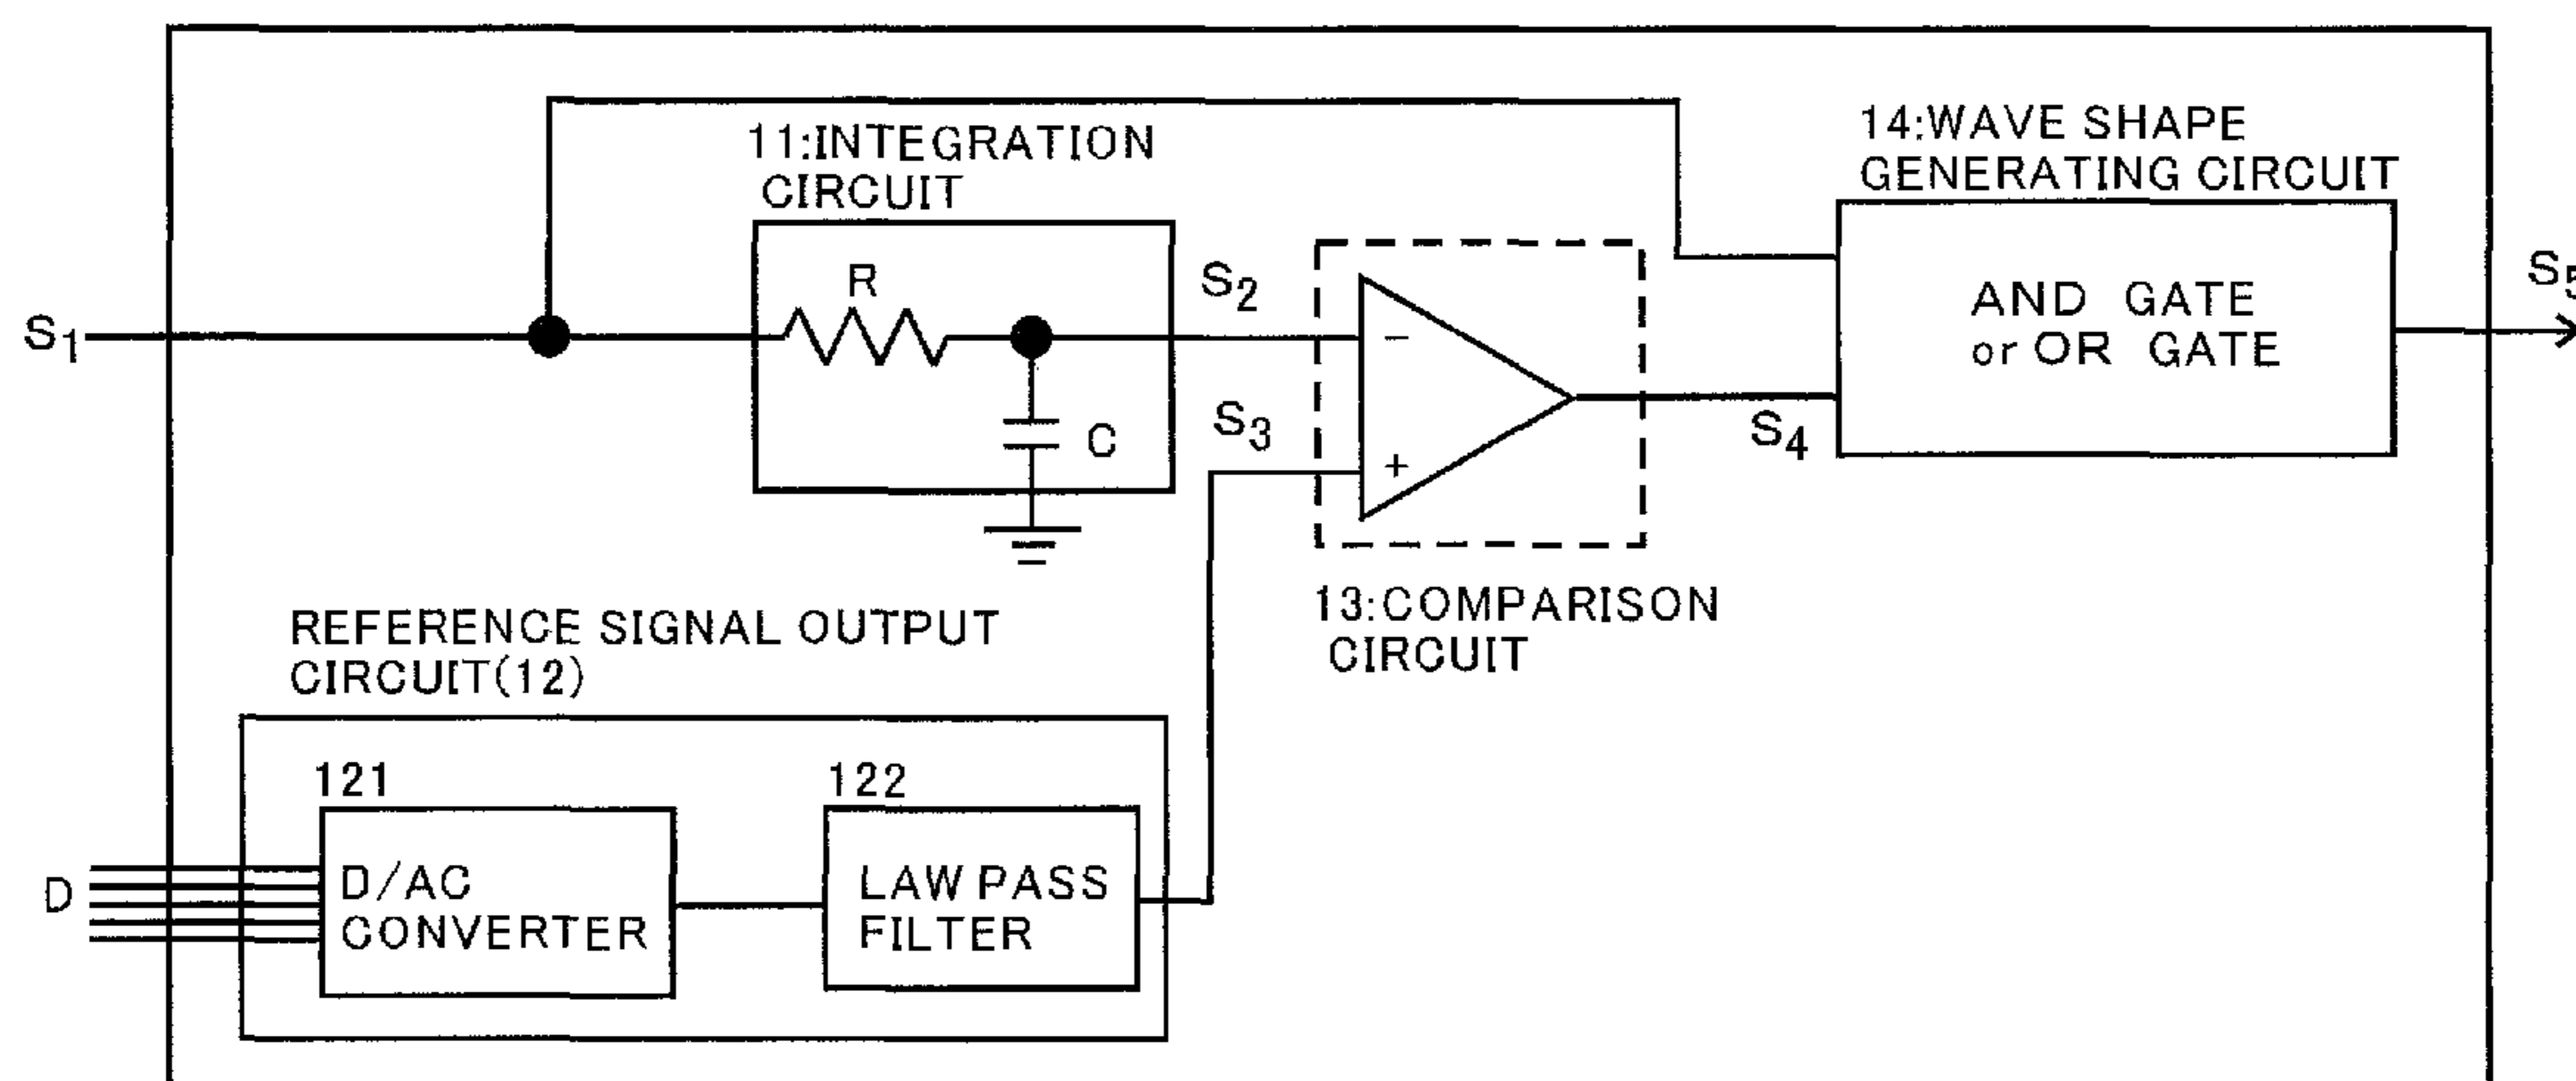 14:WAVE SHAPE
GENERATING CIRCUIT
11:INTEGRATION
CIRCUIT
R
S2
S1
−
AND GATE
or OR GATE
S5
S3
C
+
S4
13:COMPARISON
CIRCUIT
REFERENCE SIGNAL OUTPUT
CIRCUIT(12)
121
122
D
D/AC
CONVERTER
LAW PASS
FILTER